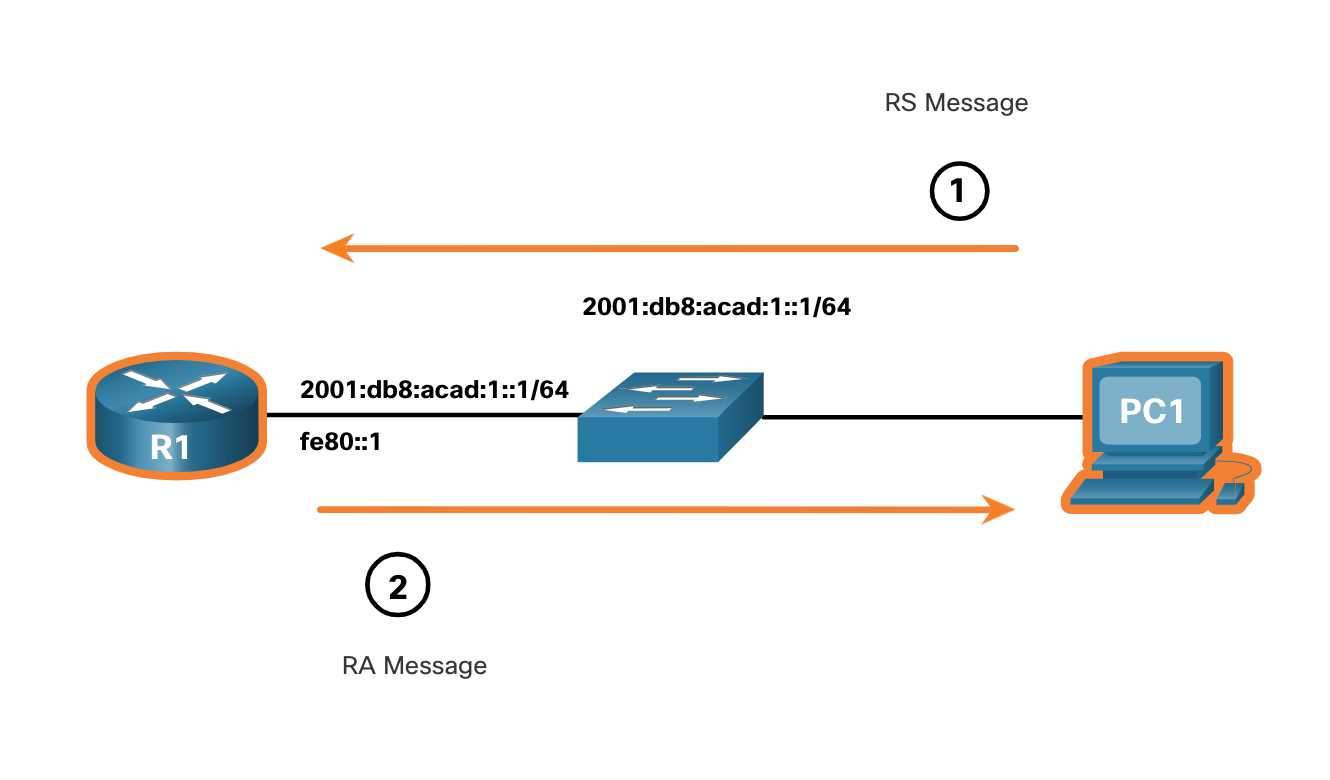 RS Message
1
2001:db8:acad:1::1/64
2001:db8:acad:1::1/64
R1
fe80::1
PC1
2
RA Message